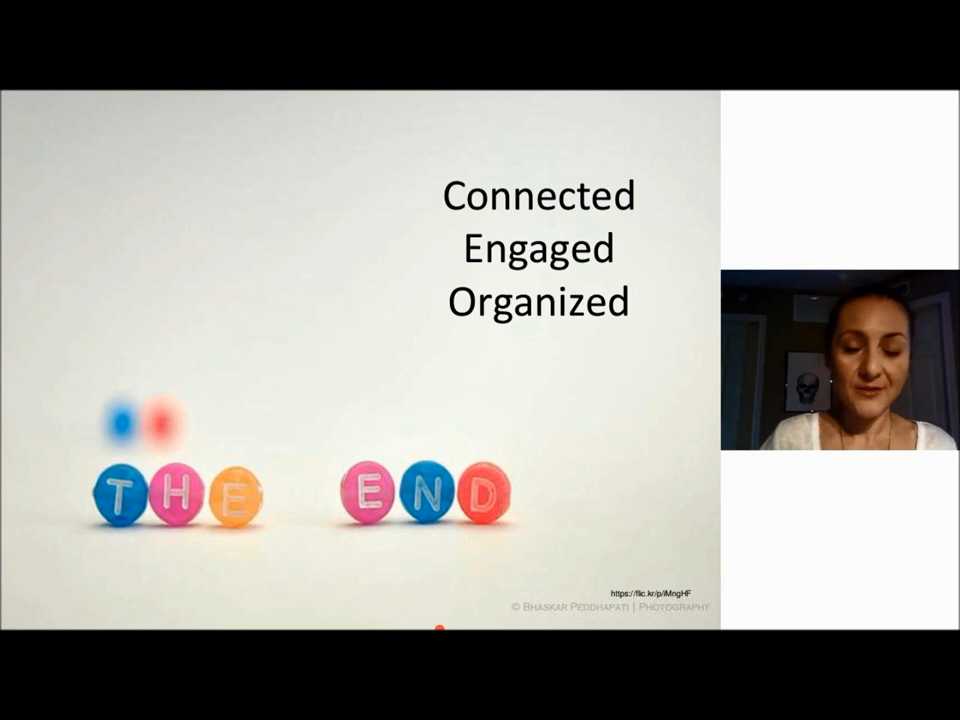 Connected
Engaged
Organized
THE END
https://flic.kr/p/iMngHF
© BHASKAR PEDDHAPATI | PHOTOGRAPHY